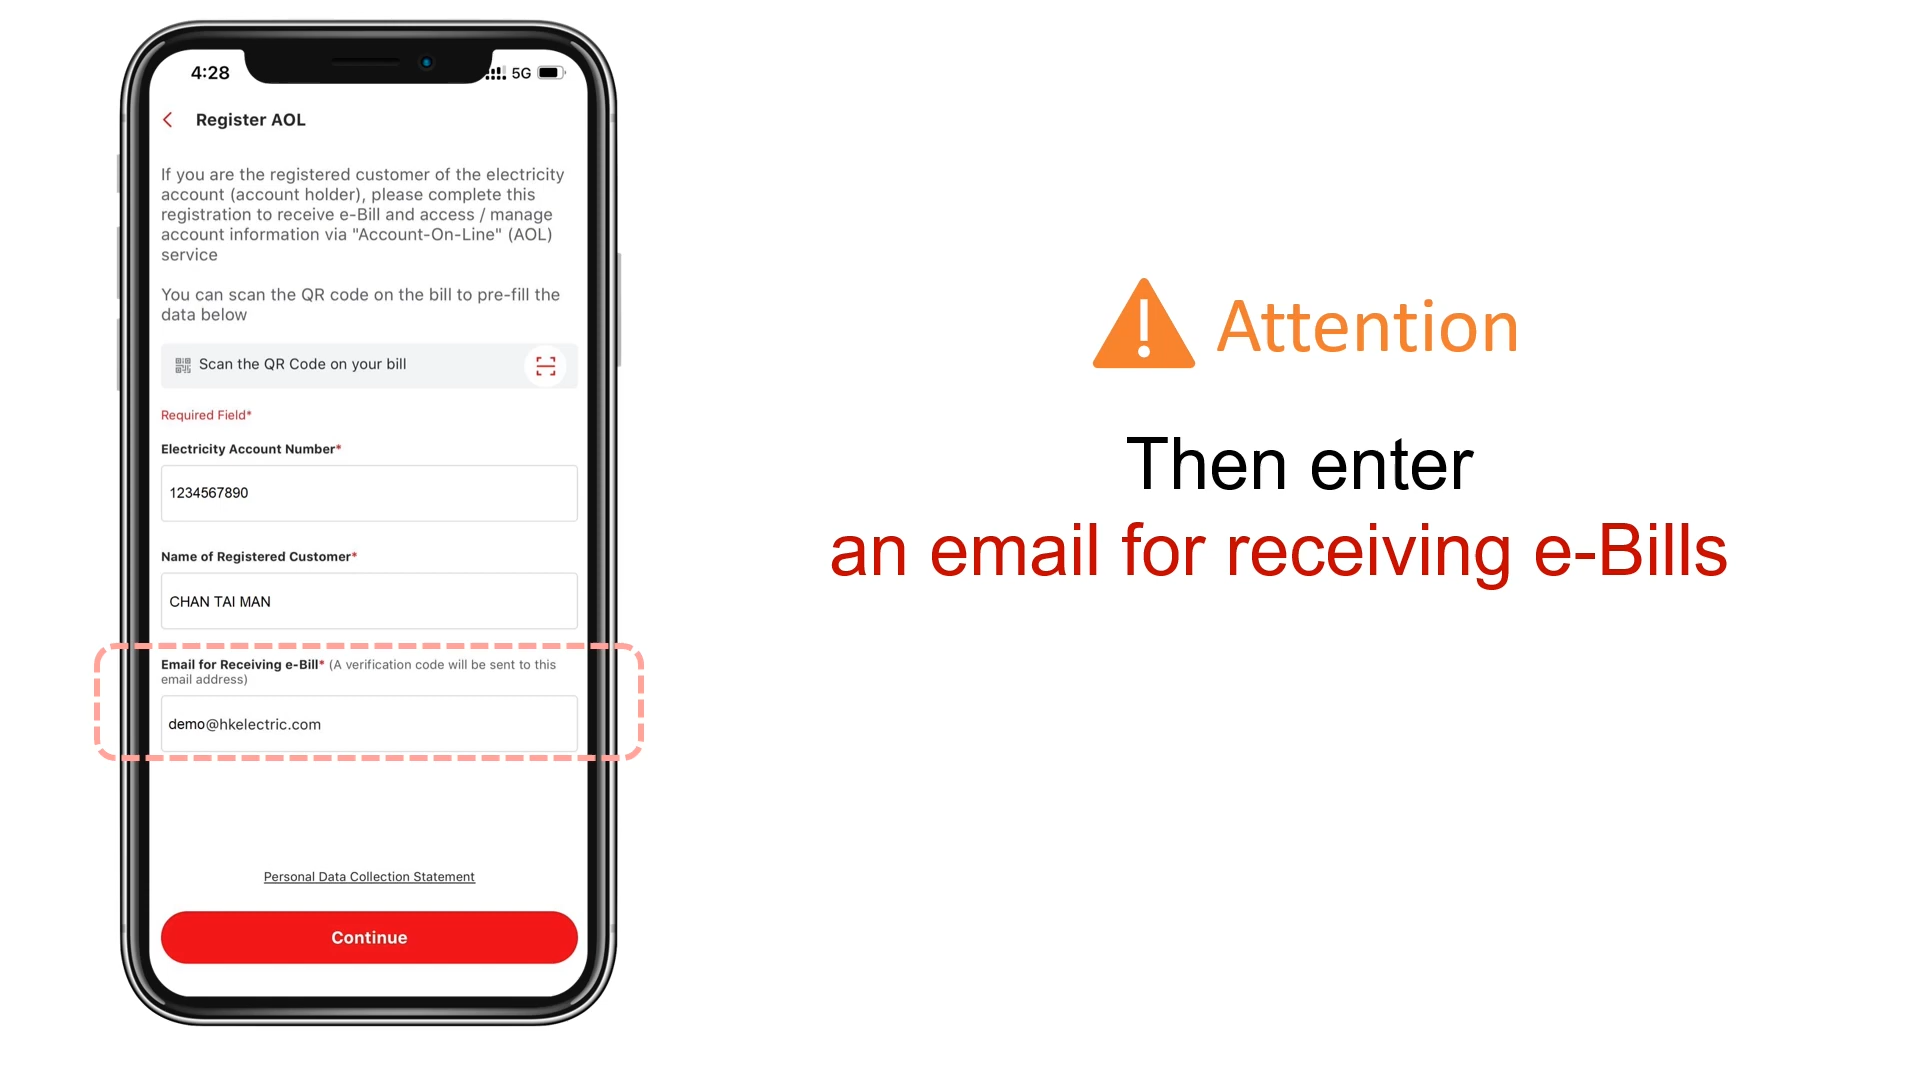 4:28
5G
Register AOL
If you are the registered customer of the electricity
account (account holder), please complete this
registration to receive e-Bill and access / manage
account information via "Account-On-Line" (AOL)
service
You can scan the QR code on the bill to pre-fill the
data below
Scan the QR Code on your bill
Required Field*
Electricity Account Number*
1234567890
Name of Registered Customer*
CHAN TAI MAN
Email for Receiving e-Bill* (A verification code will be sent to this
email address)
demo@hkelectric.com
Personal Data Collection Statement
Continue
Attention
Then enter
an email for receiving e-Bills